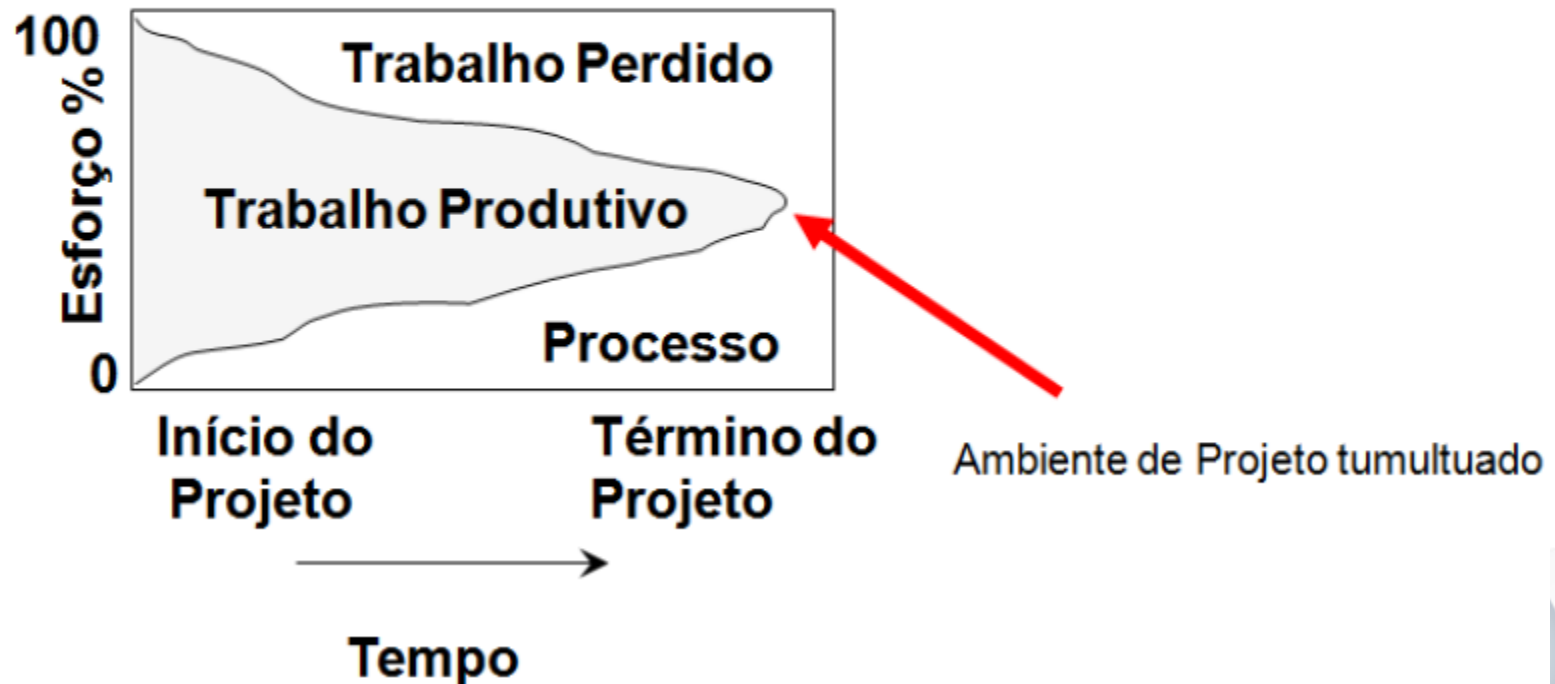 100
Esforço %
0
Trabalho Perdido
Trabalho Produtivo
Processo
Início do
Projeto
Término do
Projeto
Ambiente de Projeto tumultuado
Tempo